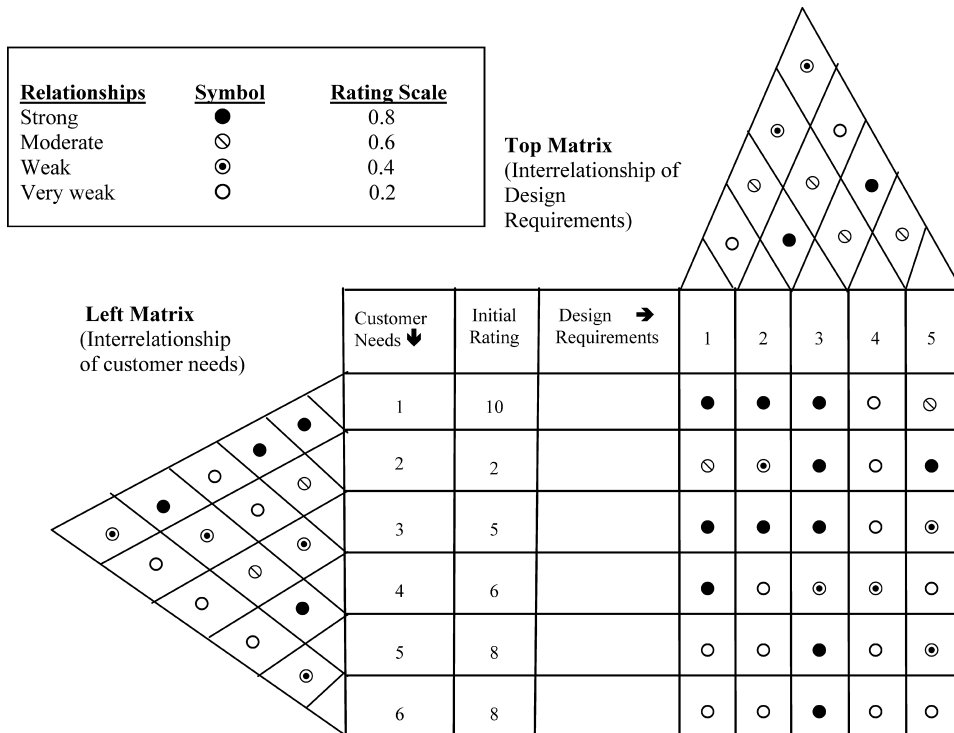 Relationships Symbol Rating Scale
Strong 0.8
Moderate 0.6
Weak 0.4
Very weak 0.2
Top Matrix
(Interrelationship of
Design
Requirements)
Left Matrix
(Interrelationship
of customer needs)
Customer
Needs
Initial
Rating
Design
Requirements
1 2 3 4 5
1 10
2 2
3 5
4 6
5 8
6 8